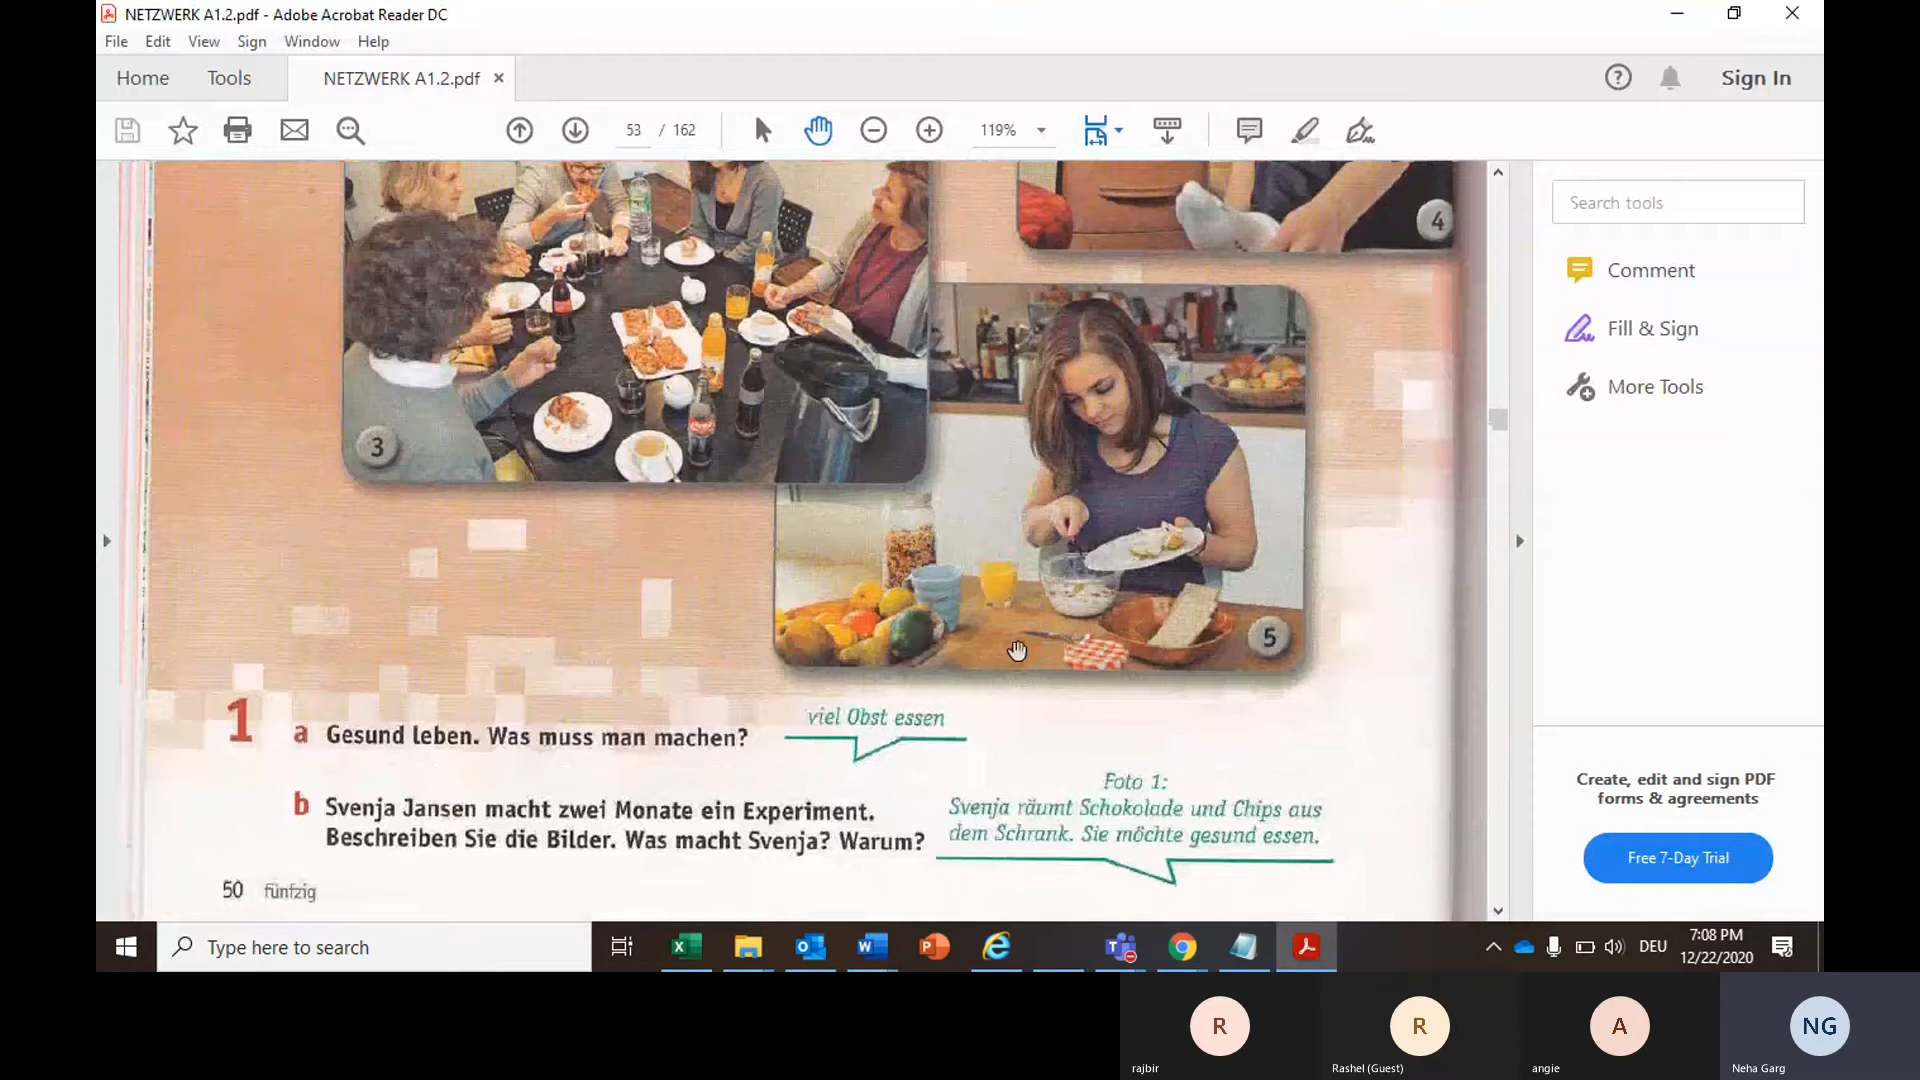 NETZWERK A1.2.pdf - Adobe Acrobat Reader DC
File Edit View Sign Window Help
Home Tools NETZWERK A1.2.pdf ×
Sign In
53 / 162
119%
Search tools
Comment
Fill & Sign
More Tools
4
3
5
viel Obst essen
1 a Gesund leben. Was muss man machen?
Foto 1:
Svenja räumt Schokolade und Chips aus
dem Schrank. Sie möchte gesund essen.
b Svenja Jansen macht zwei Monate ein Experiment.
Beschreiben Sie die Bilder. Was macht Svenja? Warum?
50 fünfzig
Create, edit and sign PDF
forms & agreements
Free 7-Day Trial
Type here to search
DEU
7:08 PM
12/22/2020
R
R
A
NG
rajbir
Rashel (Guest)
angie
Neha Garg